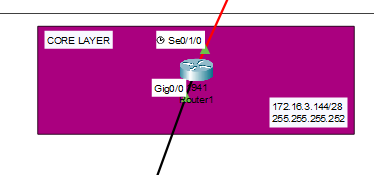 CORE LAYER
Se0/1/0
Gig0/0
1941
Router1
172.16.3.144/28
255.255.255.252